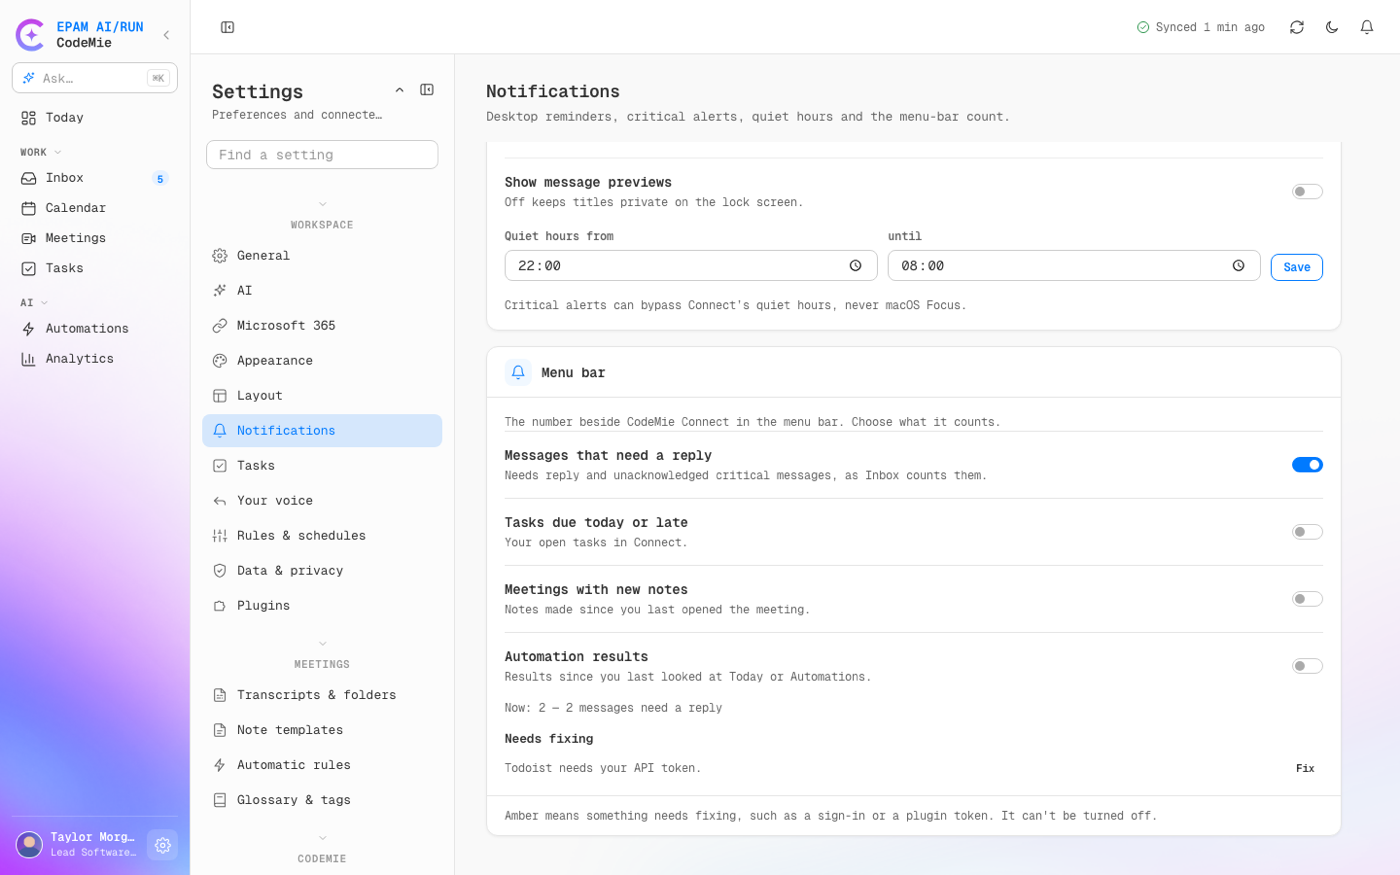 EPAM AI/RUN
CodeMie
Ask…
⌘K
Today
WORK
Inbox
5
Calendar
Meetings
Tasks
AI
Automations
Analytics
Taylor Morg…
Lead Software…
Synced 1 min ago
Settings
Preferences and connecte…
Find a setting
WORKSPACE
General
AI
Microsoft 365
Appearance
Layout
Notifications
Tasks
Your voice
Rules & schedules
Data & privacy
Plugins
MEETINGS
Transcripts & folders
Note templates
Automatic rules
Glossary & tags
CODEMIE
Notifications
Desktop reminders, critical alerts, quiet hours and the menu-bar count.
Show message previews
Off keeps titles private on the lock screen.
Quiet hours from
until
22:00
08:00
Save
Critical alerts can bypass Connect's quiet hours, never macOS Focus.
Menu bar
The number beside CodeMie Connect in the menu bar. Choose what it counts.
Messages that need a reply
Needs reply and unacknowledged critical messages, as Inbox counts them.
Tasks due today or late
Your open tasks in Connect.
Meetings with new notes
Notes made since you last opened the meeting.
Automation results
Results since you last looked at Today or Automations.
Now: 2 — 2 messages need a reply
Needs fixing
Todoist needs your API token.
Fix
Amber means something needs fixing, such as a sign-in or a plugin token. It can't be turned off.